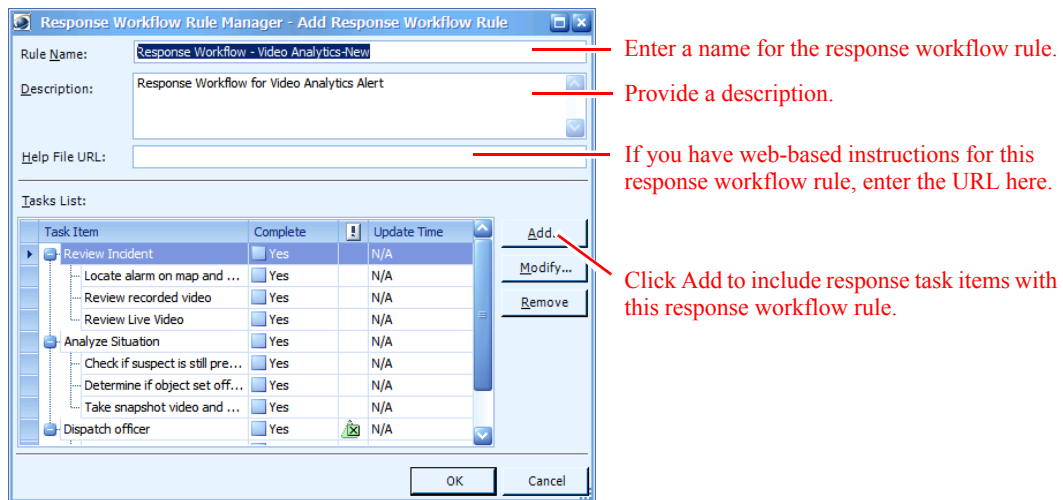 Response Workflow Rule Manager - Add Response Workflow Rule
Rule Name:
Response Workflow - Video Analytics-New
Enter a name for the response workflow rule.
Description:
Response Workflow for Video Analytics Alert
Provide a description.
Help File URL:
If you have web-based instructions for this
response workflow rule, enter the URL here.
Tasks List:
Task Item Complete ! Update Time
Add...
Review Incident Yes N/A
Locate alarm on map and ... Yes N/A
Modify...
Click Add to include response task items with
this response workflow rule.
Review recorded video Yes N/A
Remove
Review Live Video Yes N/A
Analyze Situation Yes N/A
Check if suspect is still pre... Yes N/A
Determine if object set off... Yes N/A
Take snapshot video and ... Yes N/A
Dispatch officer Yes N/A
OK
Cancel